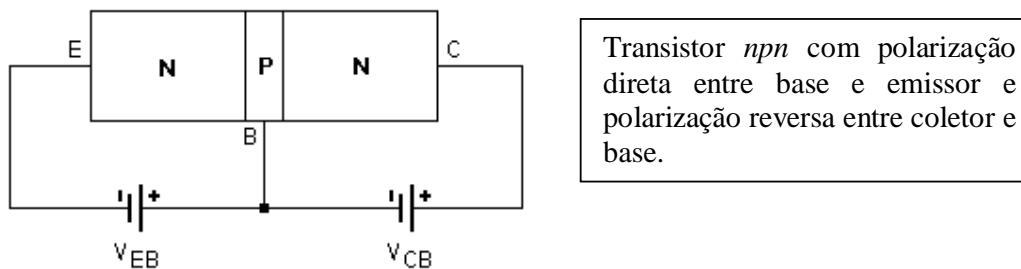 E
N
P
N
C
B
V_EB
V_CB
Transistor npn com polarização
direta entre base e emissor e
polarização reversa entre coletor e
base.